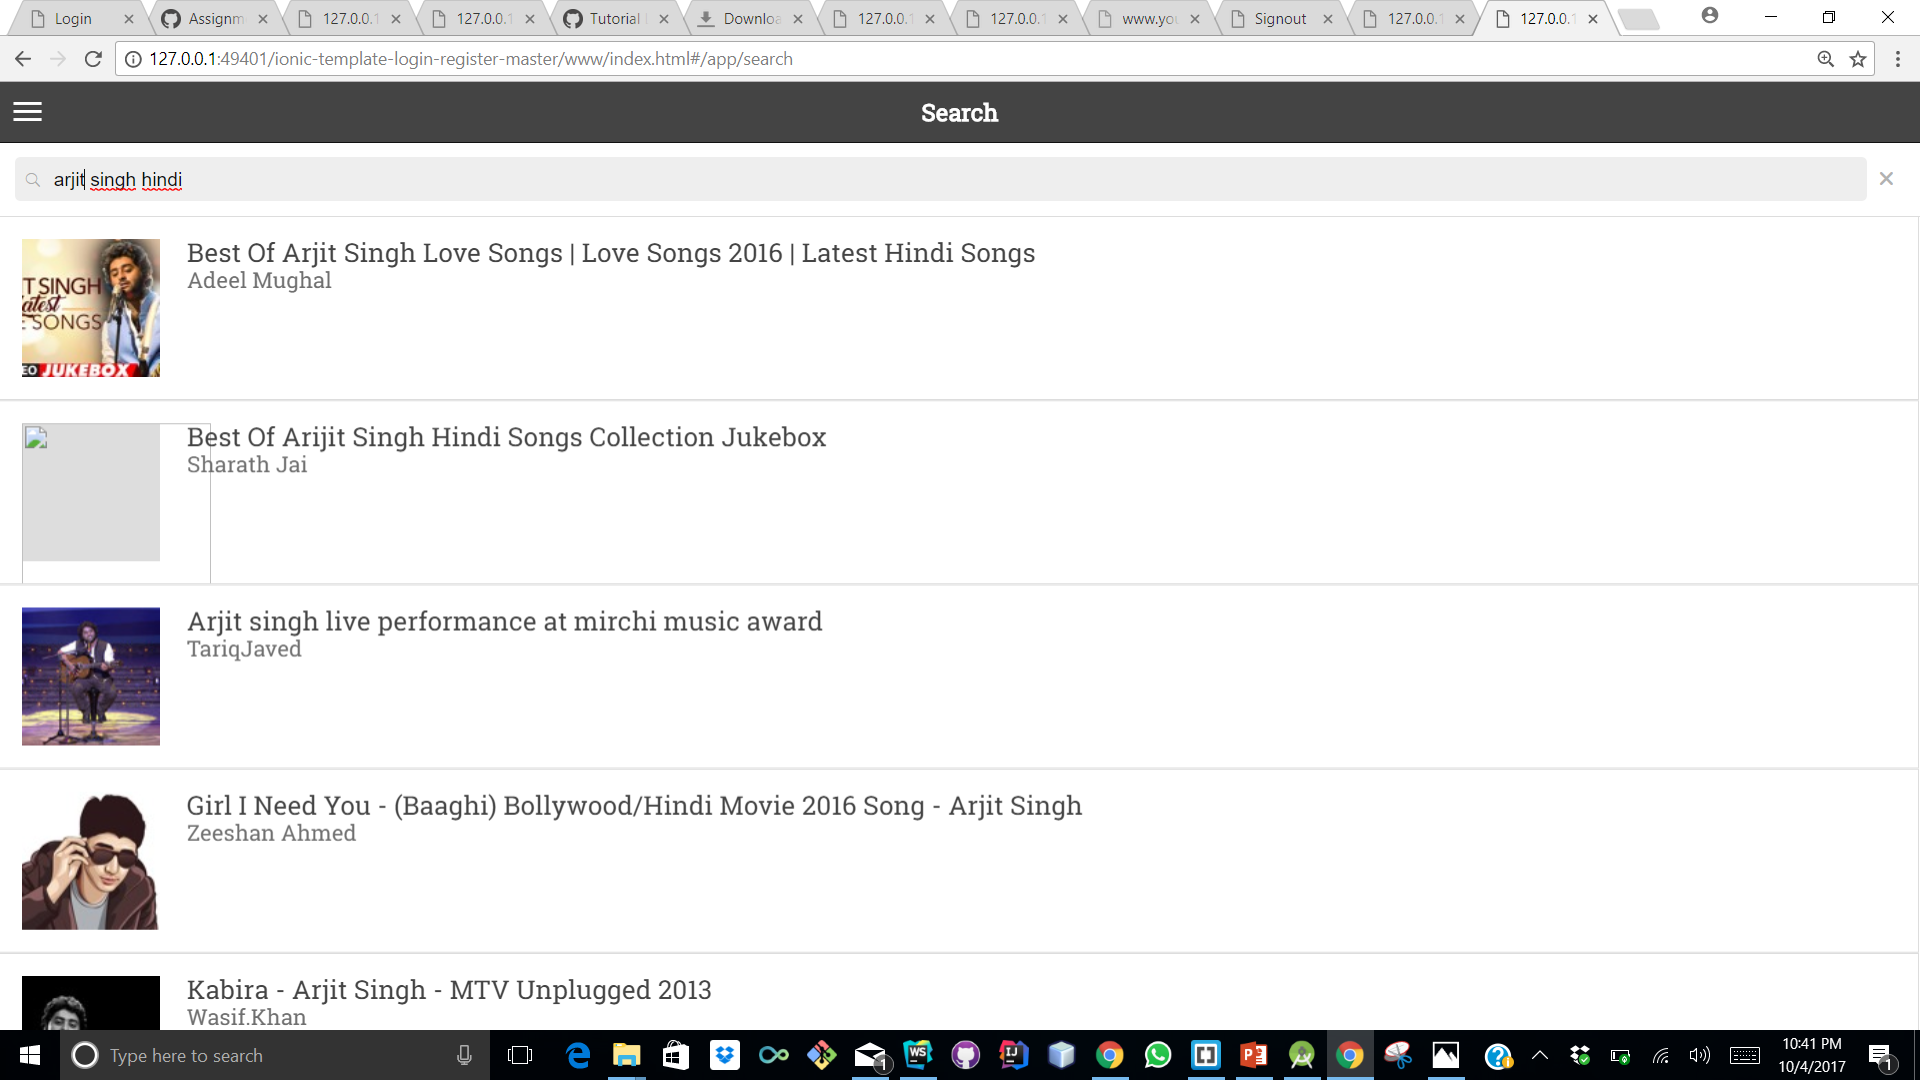 Login
Assignm
127.0.0.1
127.0.0.1
Tutorial
Downloa
127.0.0.1
127.0.0.1
www.you
Signout
127.0.0.1
127.0.0.1
127.0.0.1:49401/ionic-template-login-register-master/www/index.html#/app/search
Search
arjit singh hindi
T SINGH
atest
E SONGS
EO JUKEBOX
Best Of Arjit Singh Love Songs | Love Songs 2016 | Latest Hindi Songs
Adeel Mughal
Best Of Arijit Singh Hindi Songs Collection Jukebox
Sharath Jai
Arjit singh live performance at mirchi music award
TariqJaved
Girl I Need You - (Baaghi) Bollywood/Hindi Movie 2016 Song - Arjit Singh
Zeeshan Ahmed
Kabira - Arjit Singh - MTV Unplugged 2013
Wasif.Khan
Type here to search
1
WS
IJ
10:41 PM
10/4/2017
1